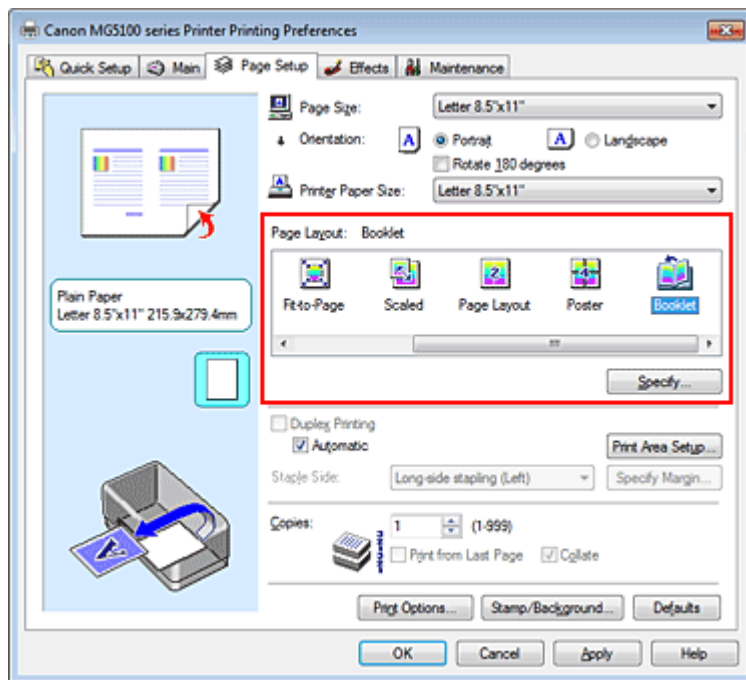 Canon MG5100 series Printer Printing Preferences
Quick Setup Main Page Setup Effects Maintenance
Page Size: Letter 8.5"x11"
Orientation: A Portrait A Landscape
Rotate 180 degrees
Printer Paper Size: Letter 8.5"x11"
Page Layout: Booklet
Fit-to-Page Scaled Page Layout Poster Booklet
Plain Paper
Letter 8.5"x11" 215.9x279.4mm
Specify...
Duplex Printing
Automatic Print Area Setup...
Staple Side: Long-side stapling (Left) Specify Margin...
Copies: 1 (1-999)
Print from Last Page Collate
Print Options... Stamp/Background... Defaults
OK Cancel Apply Help